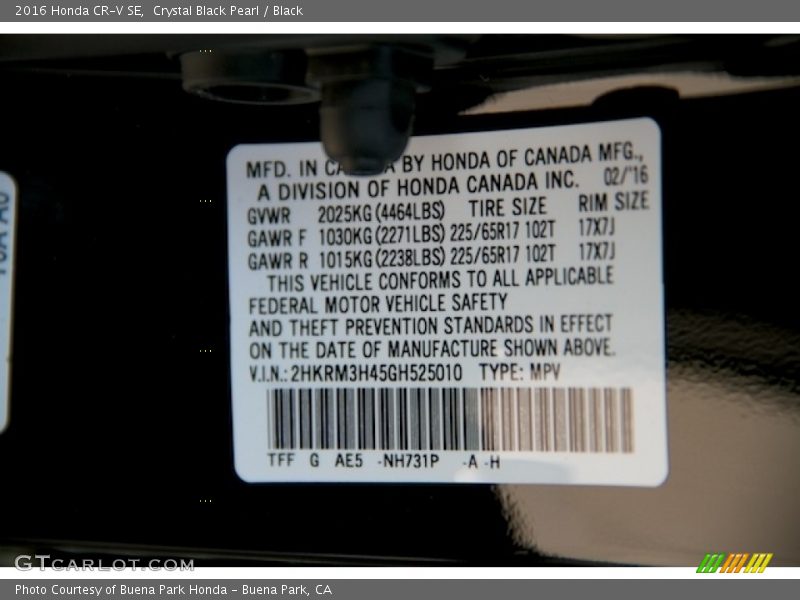 2016 Honda CR-V SE, Crystal Black Pearl / Black
MFD. IN CA A BY HONDA OF CANADA MFG.,
A DIVISION OF HONDA CANADA INC. 02/16
GVWR 2025KG(4464LBS) TIRE SIZE RIM SIZE
GAWR F 1030KG(2271LBS) 225/65R17 102T 17X7J
GAWR R 1015KG(2238LBS) 225/65R17 102T 17X7J
THIS VEHICLE CONFORMS TO ALL APPLICABLE
FEDERAL MOTOR VEHICLE SAFETY
AND THEFT PREVENTION STANDARDS IN EFFECT
ON THE DATE OF MANUFACTURE SHOWN ABOVE.
V.I.N.: 2HKRM3H45GH525010 TYPE: MPV
TFF G AE5 -NH731P -A -H
GTCARLOT.COM
Photo Courtesy of Buena Park Honda - Buena Park, CA